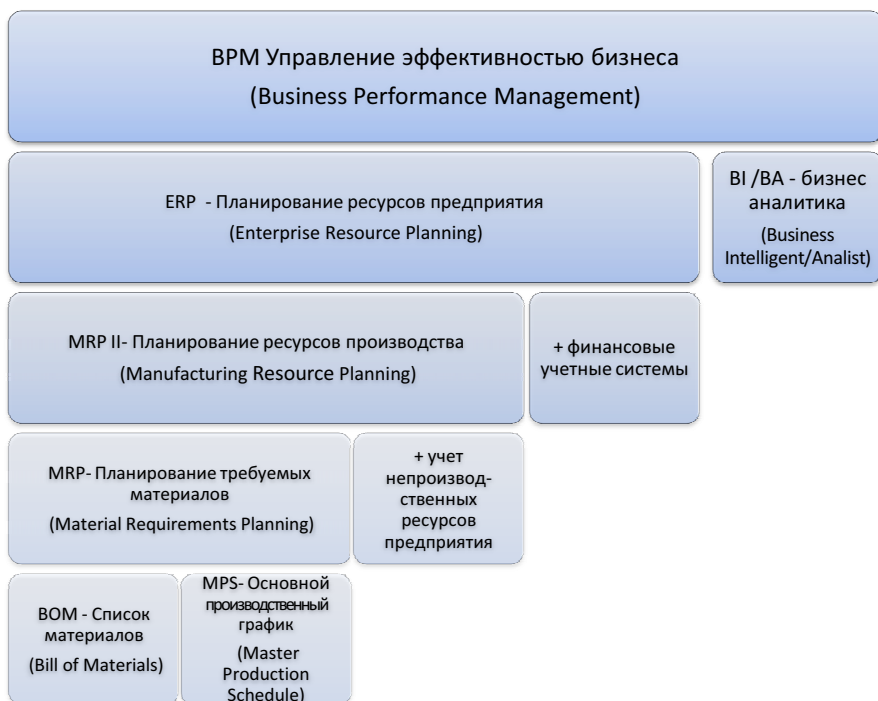 BPM Управление эффективностью бизнеса
(Business Performance Management)
ERP - Планирование ресурсов предприятия
(Enterprise Resource Planning)
BI /BA - бизнес
аналитика
(Business
Intelligent/Analist)
MRP II- Планирование ресурсов производства
(Manufacturing Resource Planning)
+ финансовые
учетные системы
MRP- Планирование требуемых
материалов
(Material Requirements Planning)
+ учет
непроизвод-
ственных
ресурсов
предприятия
BOM - Список
материалов
(Bill of Materials)
MPS- Основной
производственный
график
(Master
Production
Schedule)